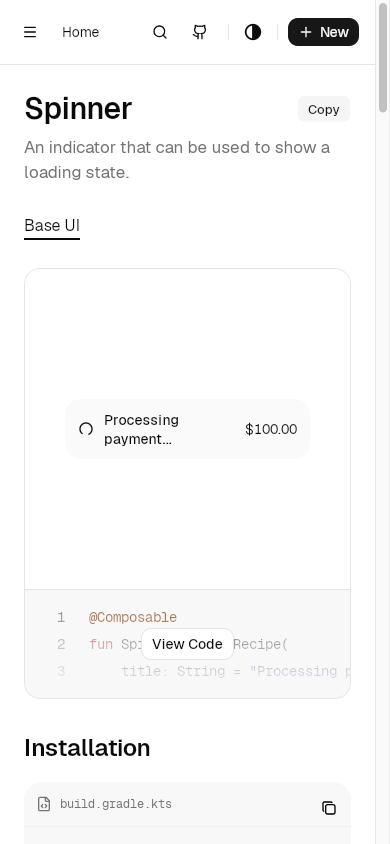 Home
New
Spinner
Copy
An indicator that can be used to show a
loading state.
Base UI
Processing
payment...
$100.00
1 @Composable
2 fun Spi
View Code
Recipe(
3 title: String = "Processing p
Installation
build.gradle.kts